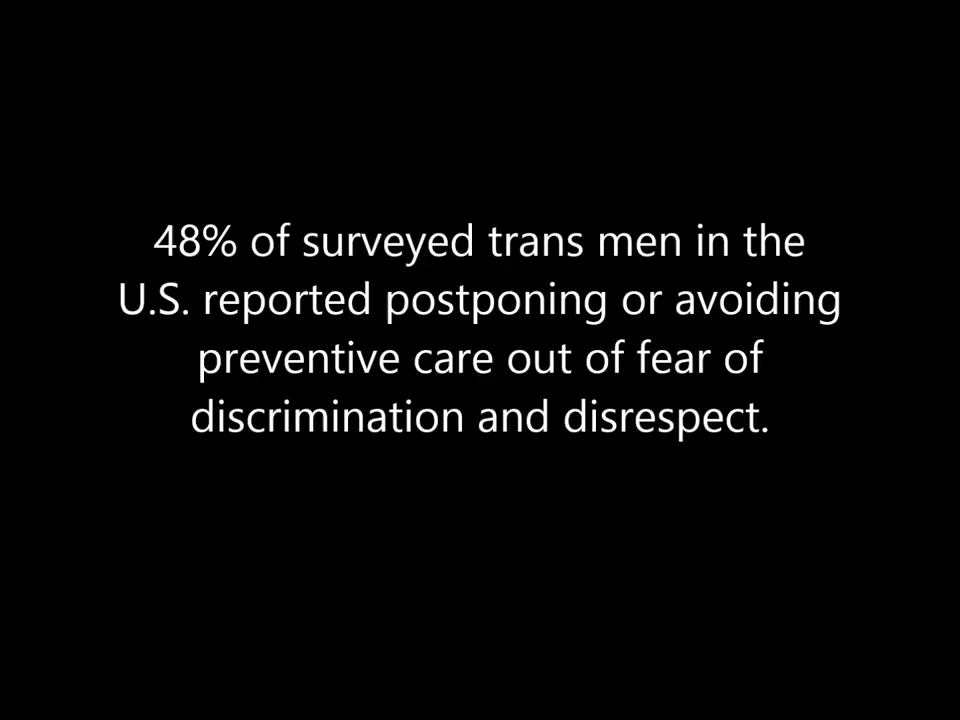 48% of surveyed trans men in the
U.S. reported postponing or avoiding
preventive care out of fear of
discrimination and disrespect.